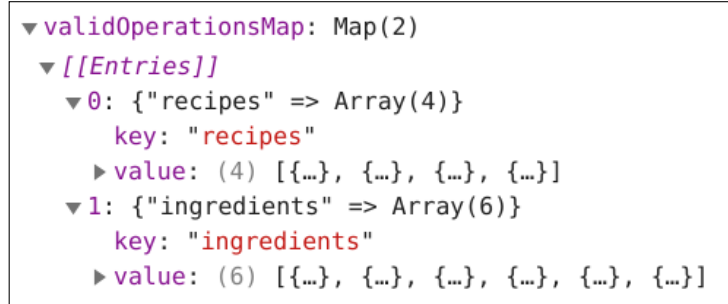 ▼validOperationsMap: Map(2)
▼[[Entries]]
▼0: {"recipes" => Array(4)}
key: "recipes"
▶value: (4) [{…}, {…}, {…}, {…}]
▼1: {"ingredients" => Array(6)}
key: "ingredients"
▶value: (6) [{…}, {…}, {…}, {…}, {…}, {…}]